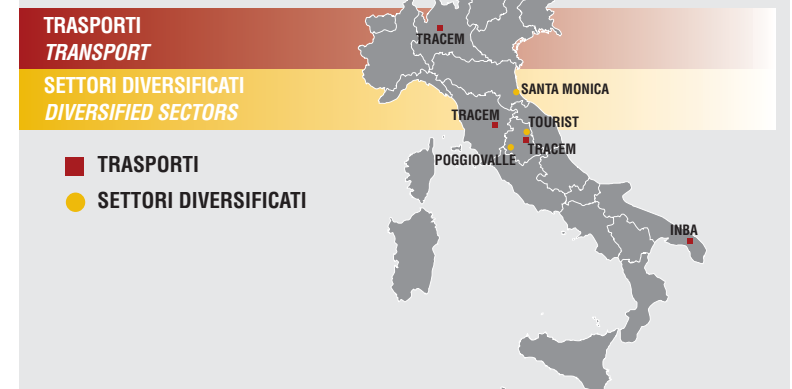 TRASPORTI
TRANSPORT
SETTORI DIVERSIFICATI
DIVERSIFIED SECTORS
TRASPORTI
SETTORI DIVERSIFICATI
TRACEM
SANTA MONICA
TRACEM
TOURIST
TRACEM
POGGIOVALLE
INBA